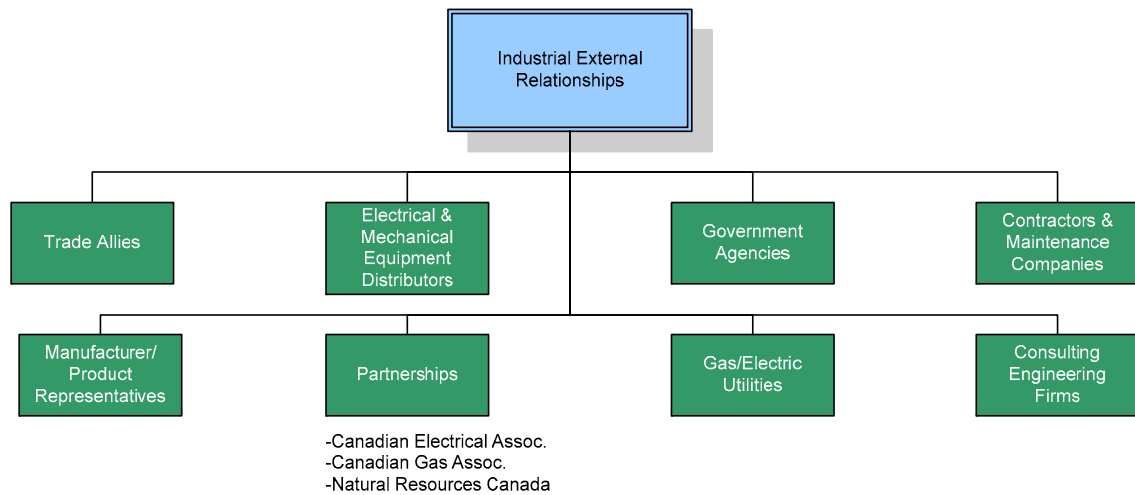 Industrial External
Relationships
Trade Allies
Electrical &
Mechanical
Equipment
Distributors
Government
Agencies
Contractors &
Maintenance
Companies
Manufacturer/
Product
Representatives
Partnerships
Gas/Electric
Utilities
Consulting
Engineering
Firms
-Canadian Electrical Assoc.
-Canadian Gas Assoc.
-Natural Resources Canada